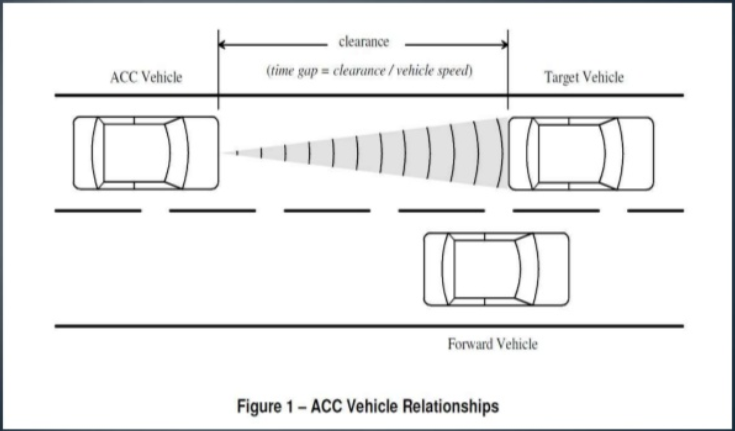 clearance
(time gap = clearance / vehicle speed)
ACC Vehicle
Target Vehicle
Forward Vehicle
Figure 1 – ACC Vehicle Relationships